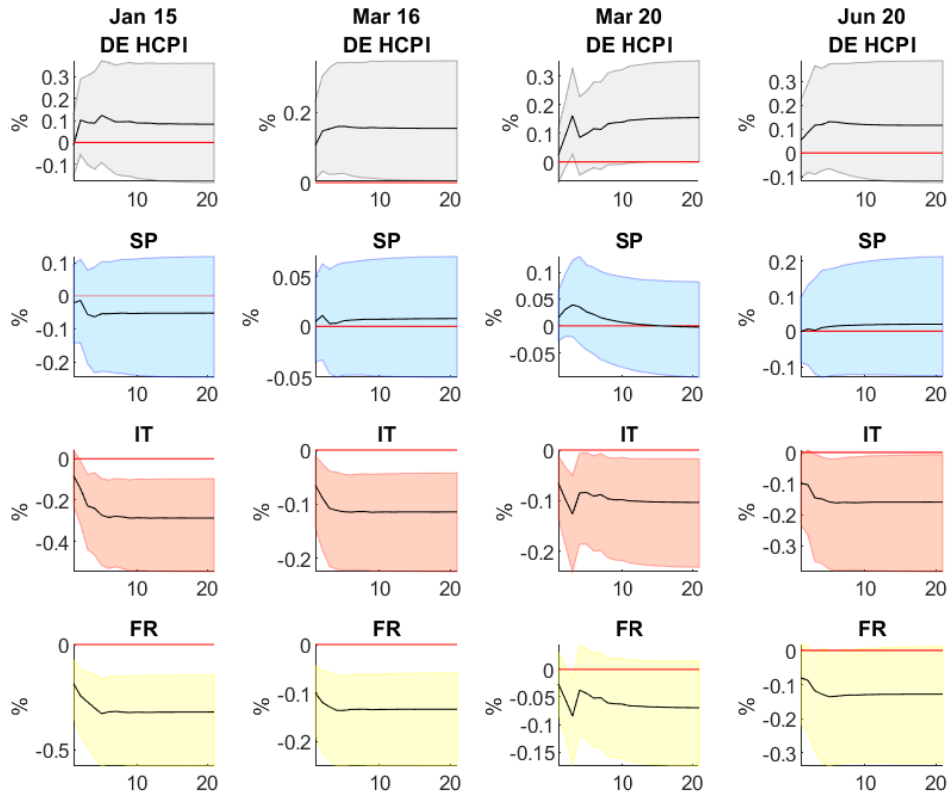 Jan 15 Mar 16 Mar 20 Jun 20
DE HCPI DE HCPI DE HCPI DE HCPI
% 0.3 0.2 0.1 0 -0.1 % 0.2 0 % 0.3 0.2 0.1 0 % 0.3 0.2 0.1 0 -0.1
10 20 10 20 10 20 10 20
SP SP SP SP
% 0.1 0 -0.1 -0.2 % 0.05 0 -0.05 % 0.1 0.05 0 -0.05 % 0.2 0.1 0 -0.1
10 20 10 20 10 20 10 20
IT IT IT IT
% 0 -0.2 -0.4 % 0 -0.1 -0.2 % 0 -0.1 -0.2 % 0 -0.1 -0.2 -0.3
10 20 10 20 10 20 10 20
FR FR FR FR
% 0 -0.5 % 0 -0.1 -0.2 % 0 -0.05 -0.1 -0.15 % 0 -0.1 -0.2 -0.3
10 20 10 20 10 20 10 20